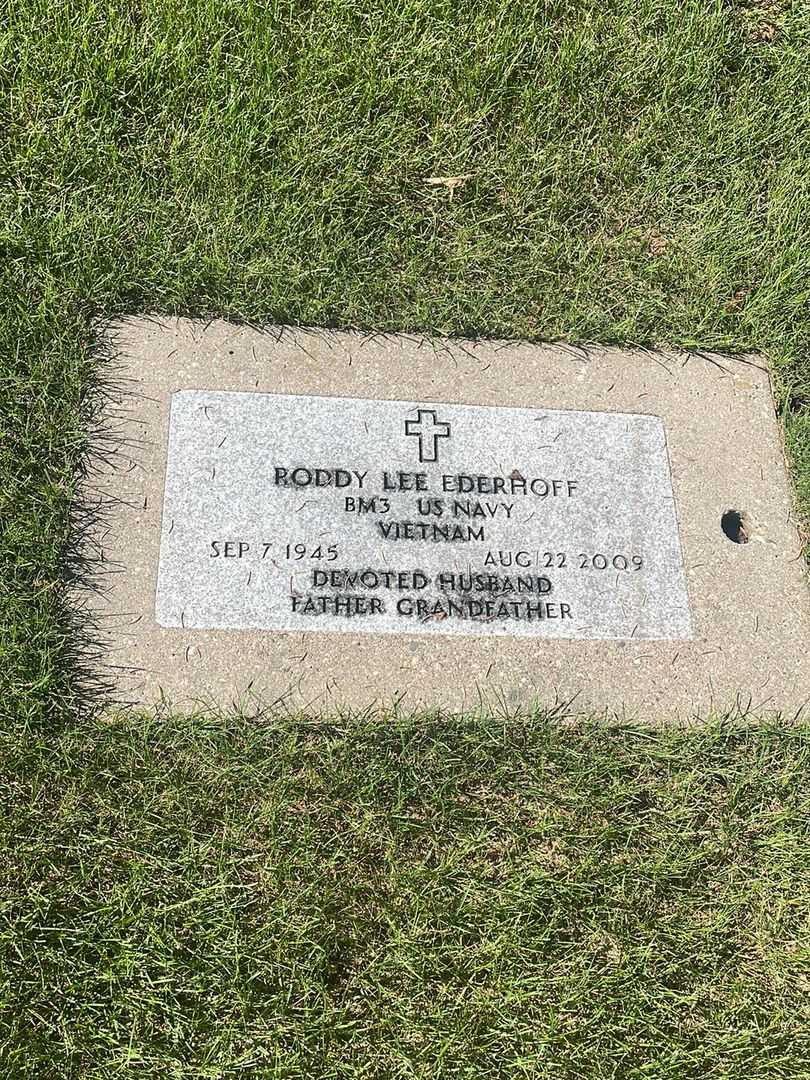 RODDY LEE EDERHOFF
BM3 US NAVY
VIETNAM
SEP 7 1945 AUG 22 2009
DEVOTED HUSBAND
FATHER GRANDFATHER